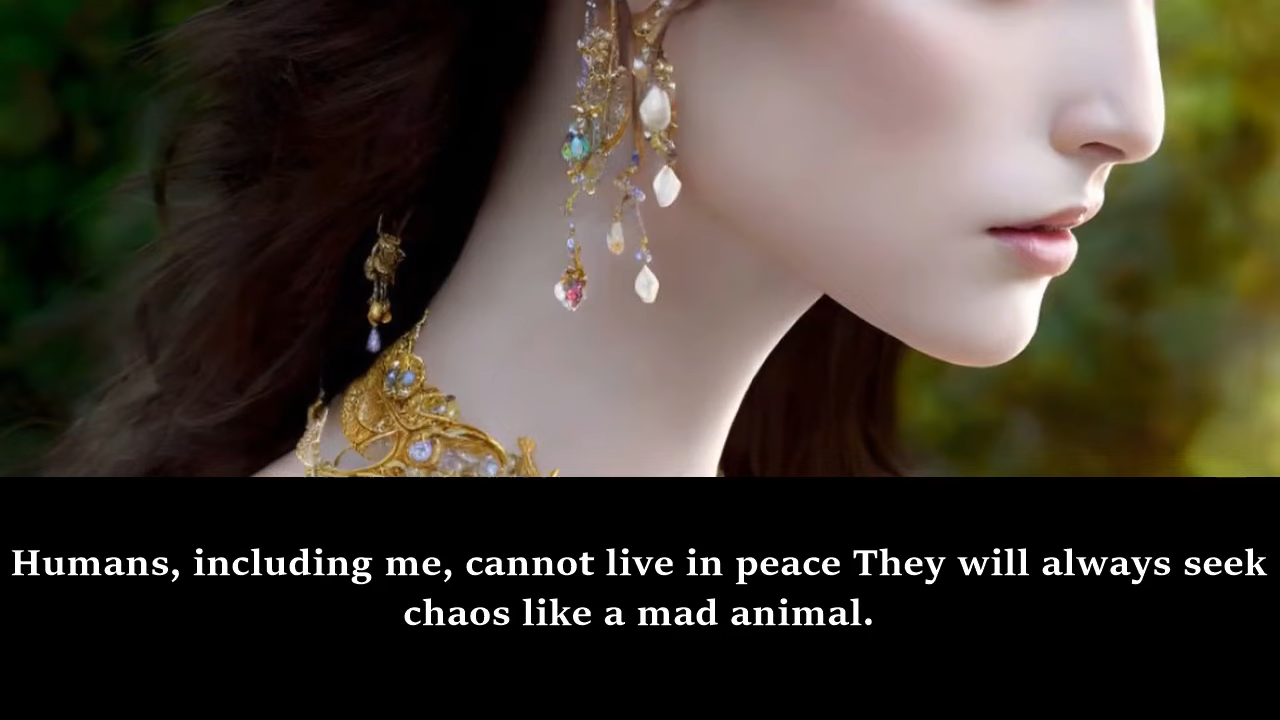 Humans, including me, cannot live in peace They will always seek
chaos like a mad animal.